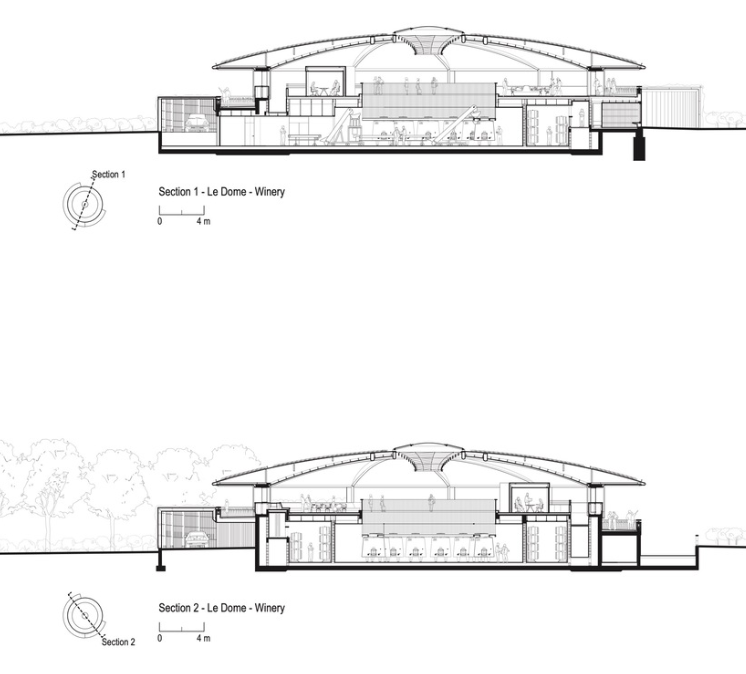 Section 1
Section 1 - Le Dome - Winery
0 4 m
Section 2 - Le Dome - Winery
0 4 m
Section 2